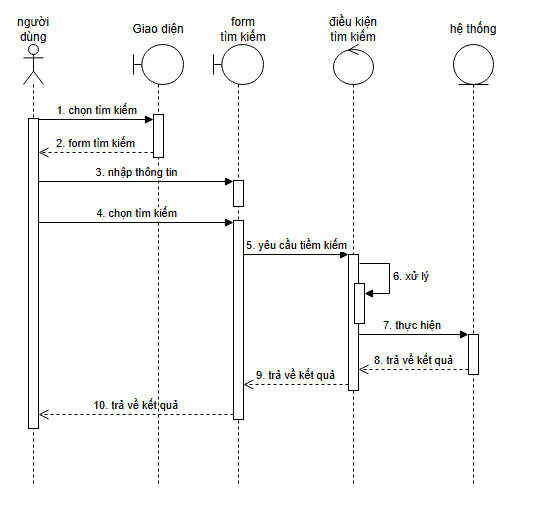 người
dùng
Giao diện
form
tìm kiếm
điều kiện
tìm kiếm
hệ thống
1. chọn tìm kiếm
2. form tìm kiếm
3. nhập thông tin
4. chọn tìm kiếm
5. yêu cầu tiềm kiếm
6. xử lý
7. thực hiện
8. trả về kết quả
9. trả về kết quả
10. trả về kết quả